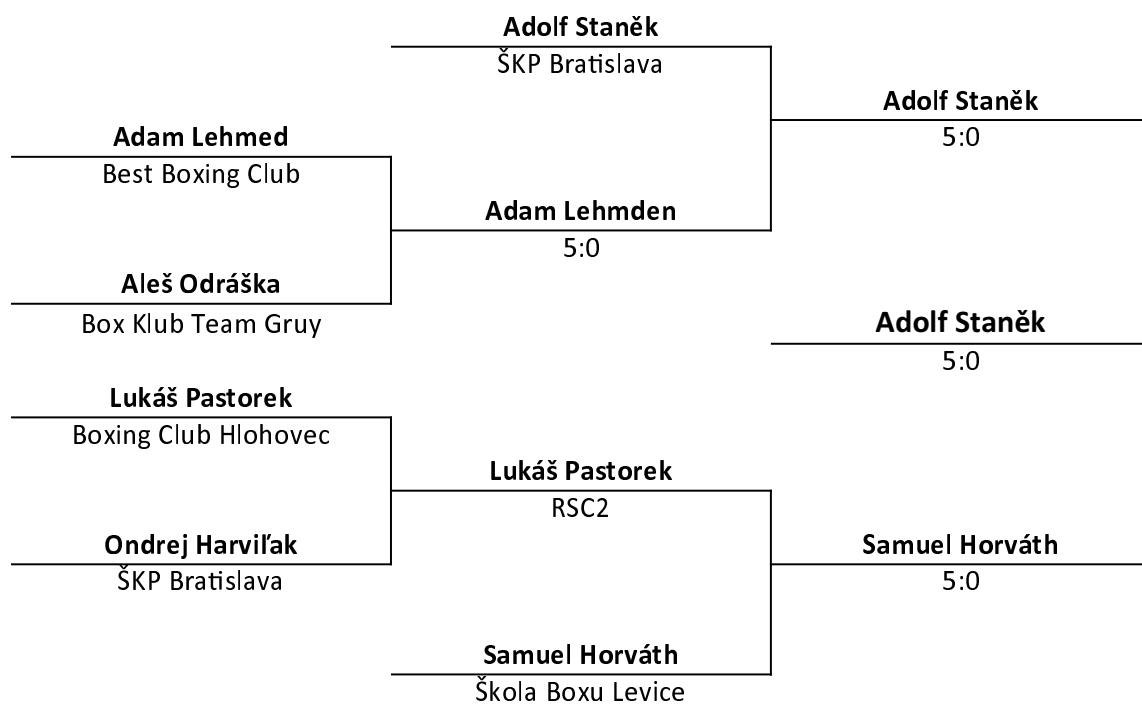 Adolf Staněk
ŠKP Bratislava
Adolf Staněk
5:0
Adam Lehmed
Best Boxing Club
Adam Lehmden
5:0
Aleš Odráška
Box Klub Team Gruy
Adolf Staněk
5:0
Lukáš Pastorek
Boxing Club Hlohovec
Lukáš Pastorek
RSC2
Ondrej Harviľak
ŠKP Bratislava
Samuel Horváth
5:0
Samuel Horváth
Škola Boxu Levice